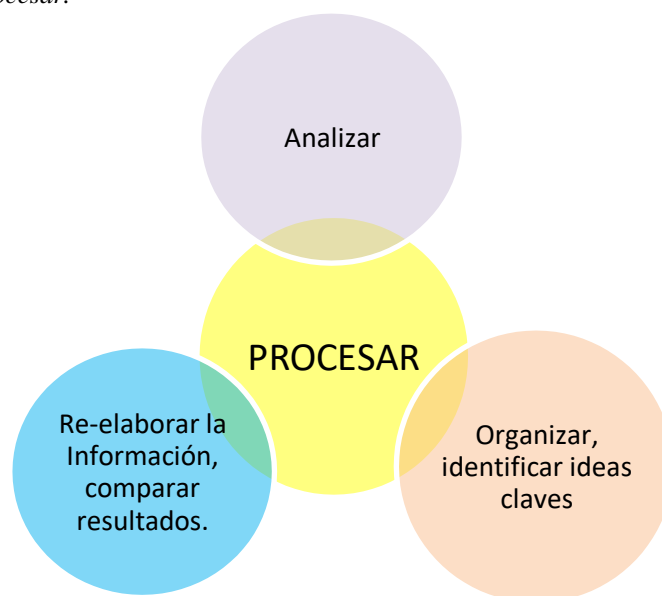 Analizar
PROCESAR
Re-elaborar la
Información,
comparar
resultados.
Organizar,
identificar ideas
claves